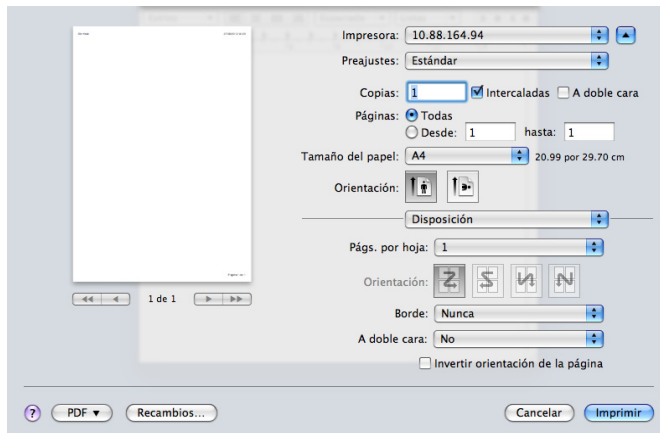 Impresora: 10.88.164.94
Preajustes: Estándar
Copias: 1 Intercaladas A doble cara
Páginas: Todas
Desde: 1 hasta: 1
Tamaño del papel: A4 20.99 por 29.70 cm
Orientación:
Disposición
Págs. por hoja: 1
Orientación:
Borde: Nunca
A doble cara: No
Invertir orientación de la página
1 de 1
? PDF Recambios... Cancelar Imprimir